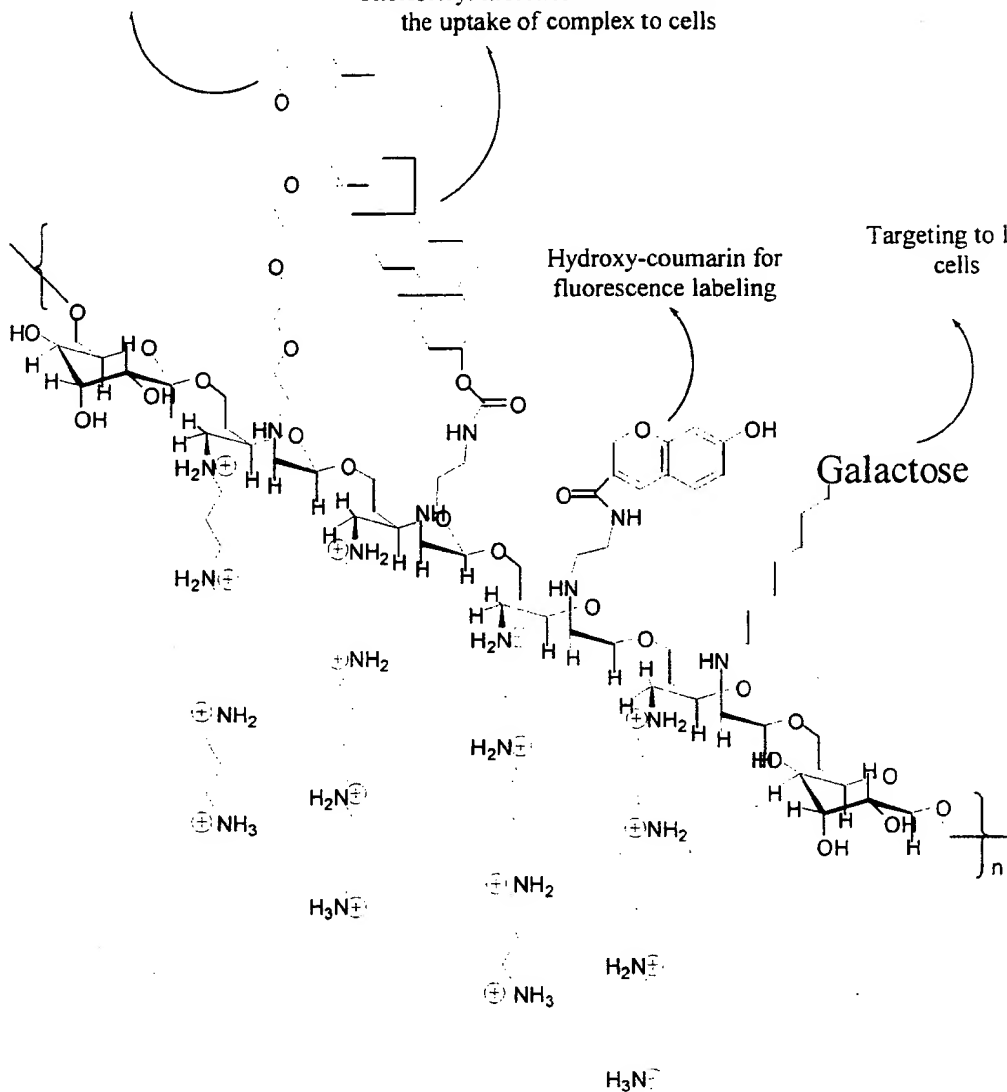 the uptake of complex to cells
O
O
Targeting to
cells
Hydroxy-coumarin for
fluorescence labeling
O
O
HO
H
O
O
H
H
H
OH
OH
O
O
O
HN
H
H
H₂N⊕
HN
O
O
H
H
H
O
OH
Galactose
O
NH
H₂N⊕
H
H
⊕NH₂
NH
O
O
H
H
H
HN
O
O
H
H
H₂N
H
H
H
⊕NH₂
HN
H
H
⊕NH₂
O
O
H
H
⊕NH₂
H₂N⊕
HO
H
O
O
H
H
H
OH
OH
H
n
⊕NH₃
H₂N⊕
⊕NH₂
H₃N⊕
⊕NH₂
⊕NH₃
H₂N⊕
H₃N